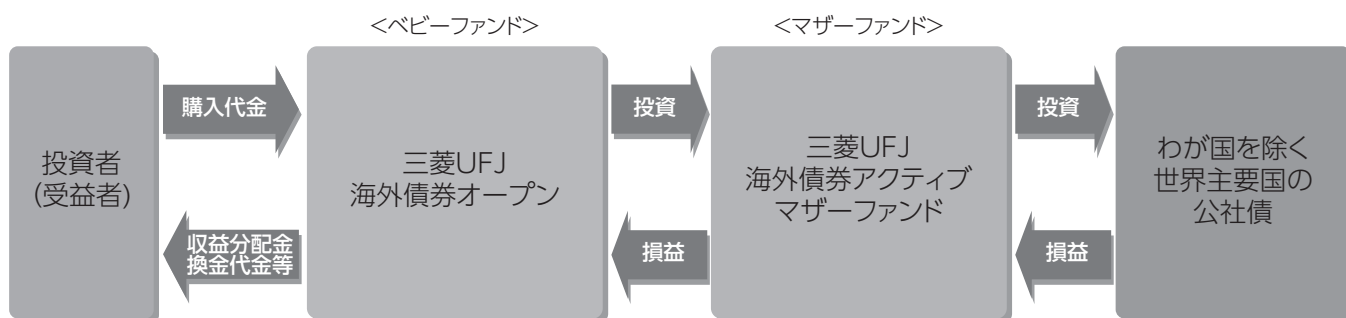 <ベビーファンド>
<マザーファンド>
投資者
(受益者)
購入代金
収益分配金
換金代金等
三菱UFJ
海外債券オープン
投資
損益
三菱UFJ
海外債券アクティブ
マザーファンド
投資
損益
わが国を除く
世界主要国の
公社債